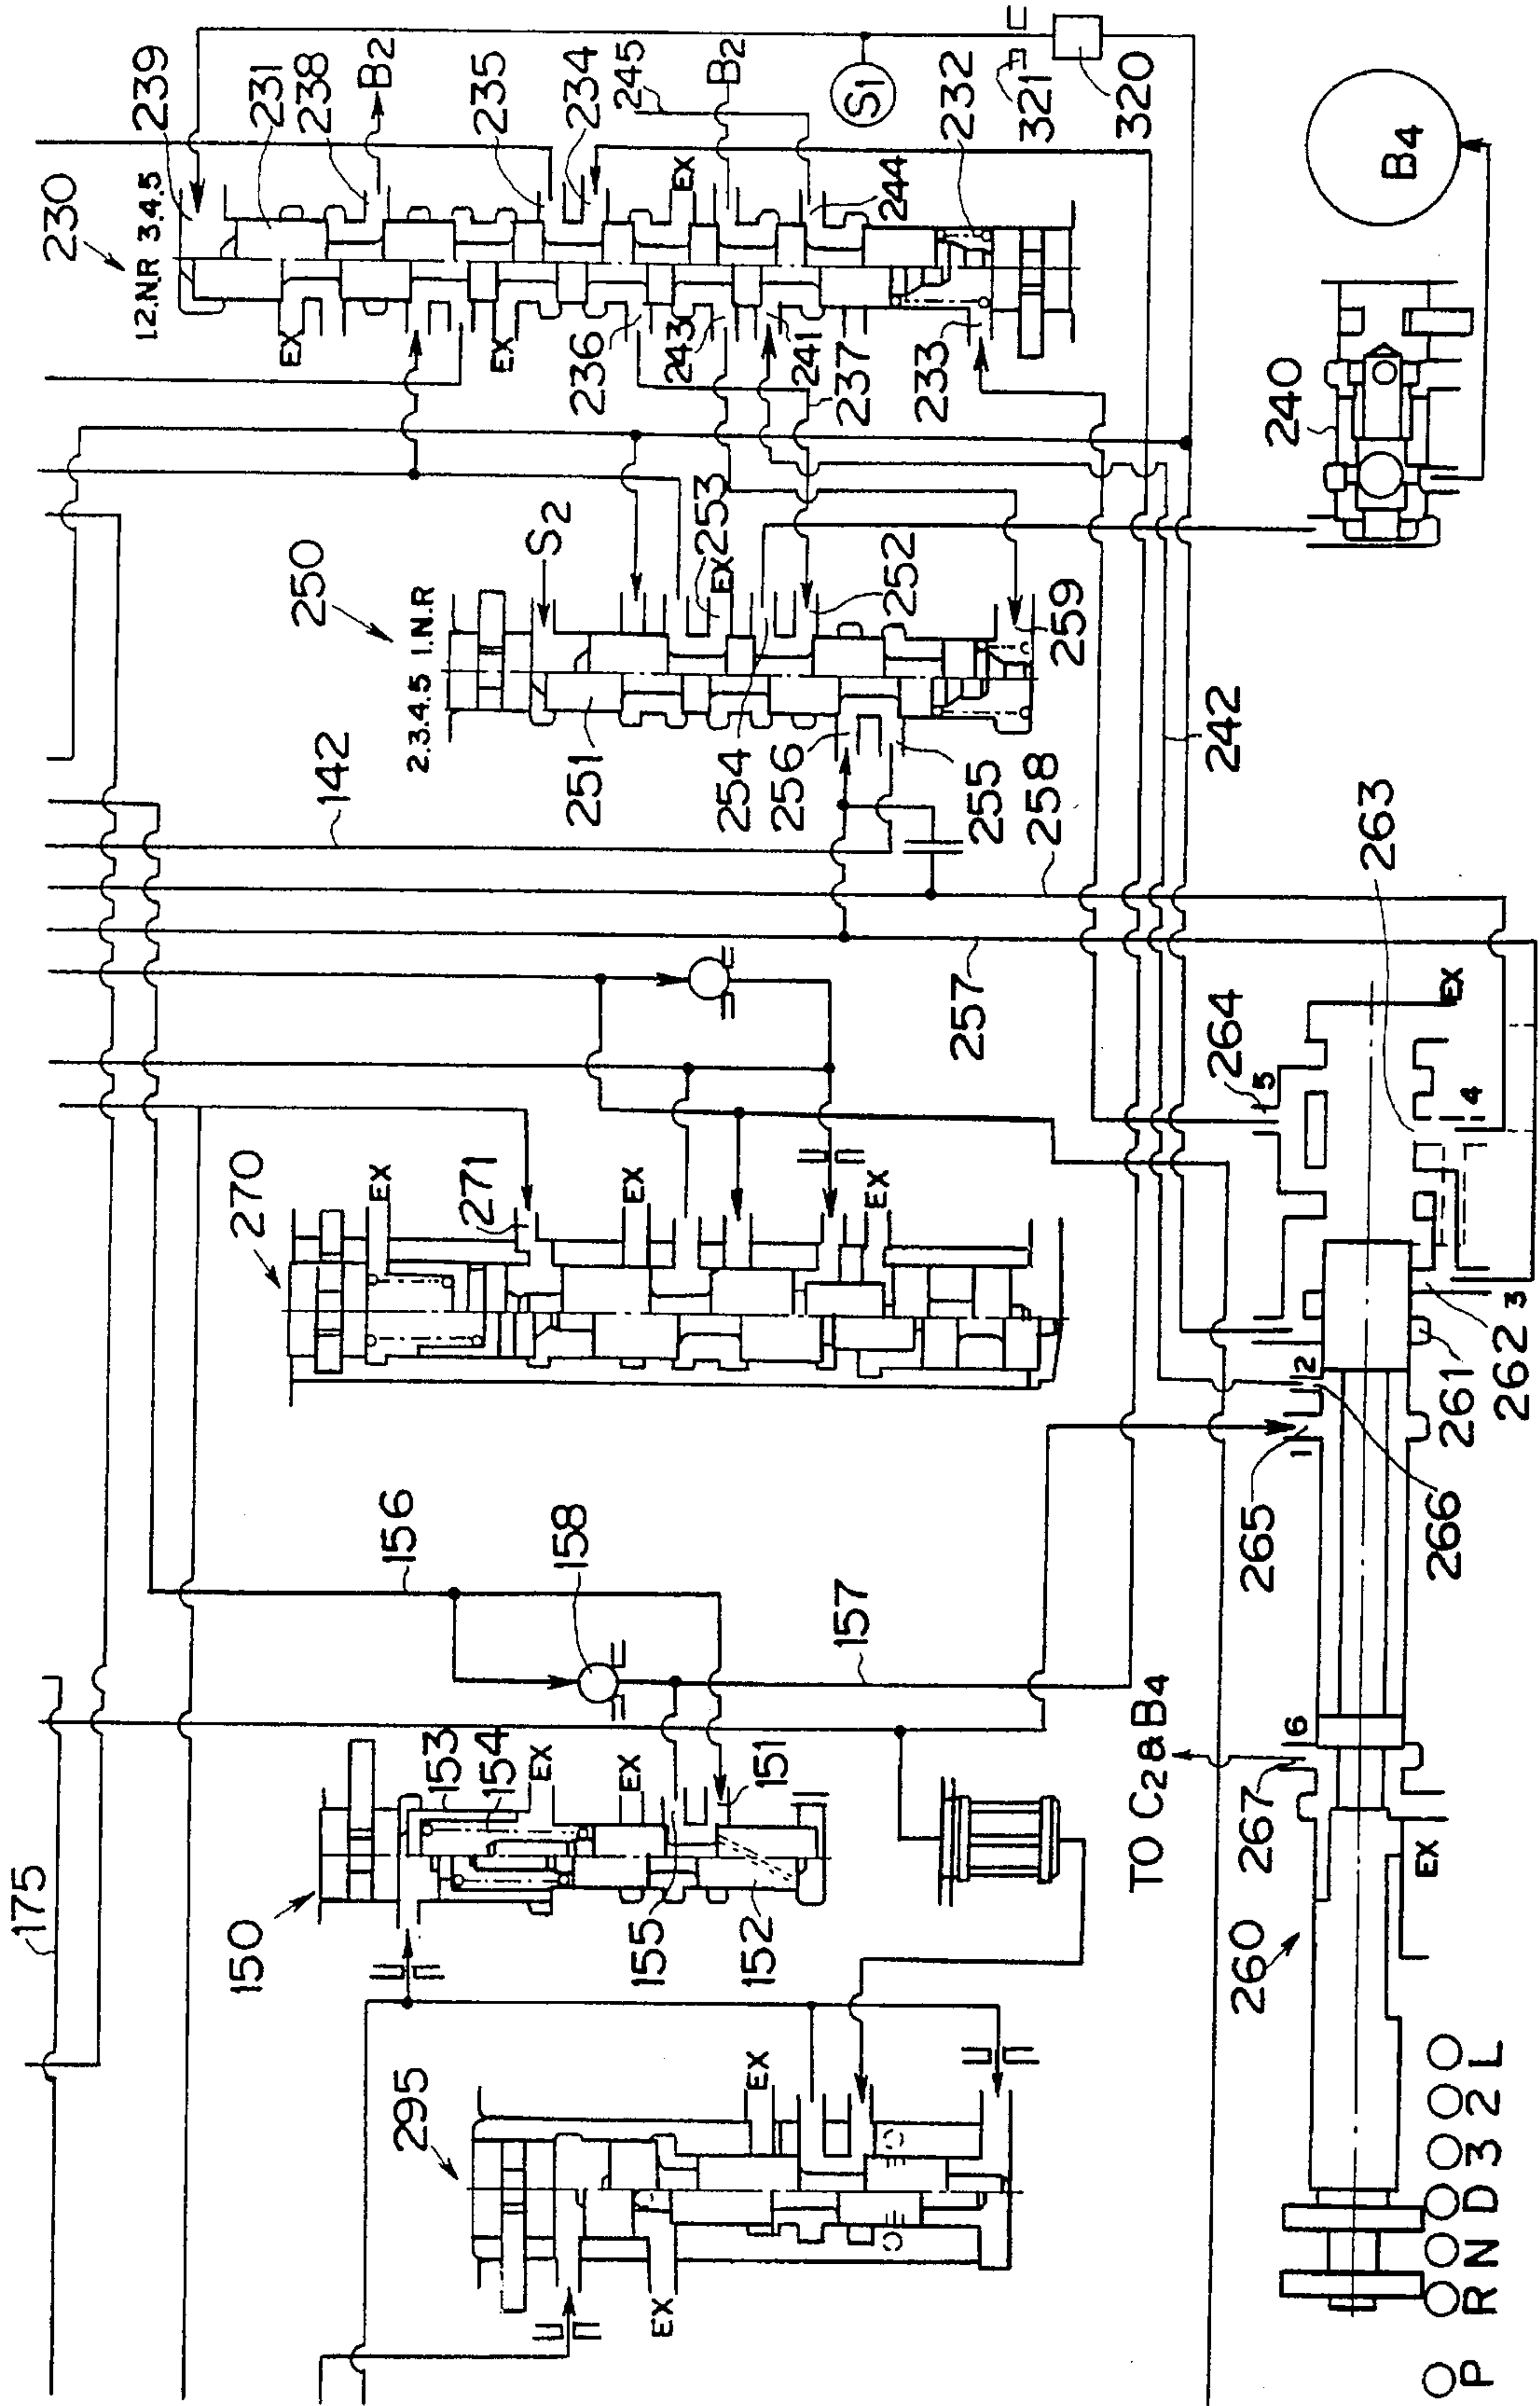 239
231
238
B2
235
234
245
B2
S1
232
321
320
230
1.2.N.R 3.4.5
EX
EX
EX
236
243
241
244
237
233
240
B4
250
S2
253
EX
2.3.4.5 1.N.R
251
254
256
255
252
259
258
242
142
257
264
263
5
4
EX
270
EX
271
EX
EX
3
2
1
261
262
265
266
156
158
157
153
154
EX
EX
151
150
155
152
175
TO C2 & B4
6
267
EX
260
295
EX
EX
P R N D 3 2 L